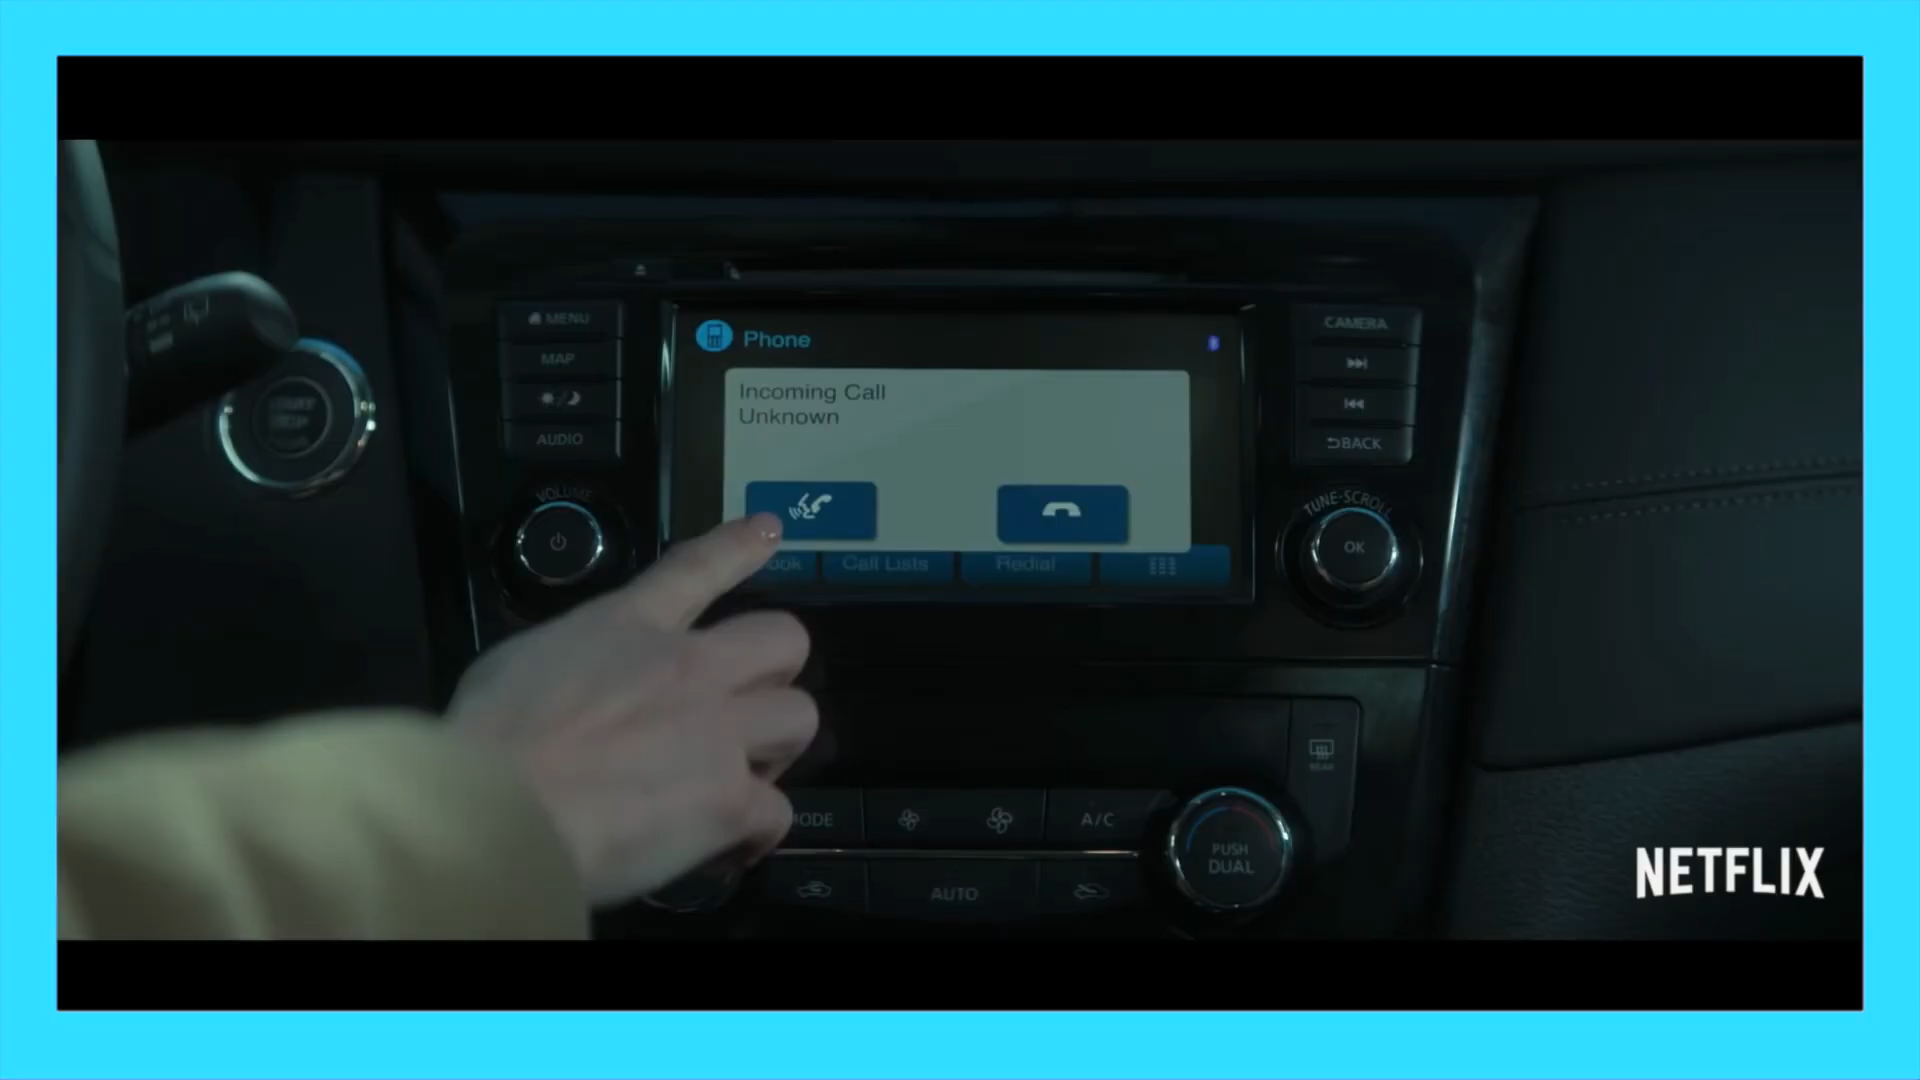 MENU
MAP
AUDIO
VOLUME
Phone
Incoming Call
Unknown
Call Lists
Redial
CAMERA
BACK
TUNE-SCROLL
OK
A/C
AUTO
PUSH
DUAL
REAR
NETFLIX